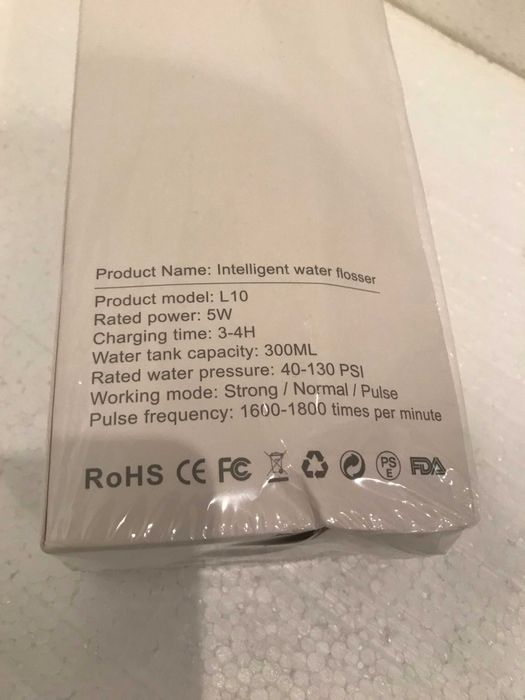 Product Name: Intelligent water flosser
Product model: L10
Rated power: 5W
Charging time: 3-4H
Water tank capacity: 300ML
Rated water pressure: 40-130 PSI
Working mode: Strong / Normal / Pulse
Pulse frequency: 1600-1800 times per minute
RoHS CE FC PSE FDA